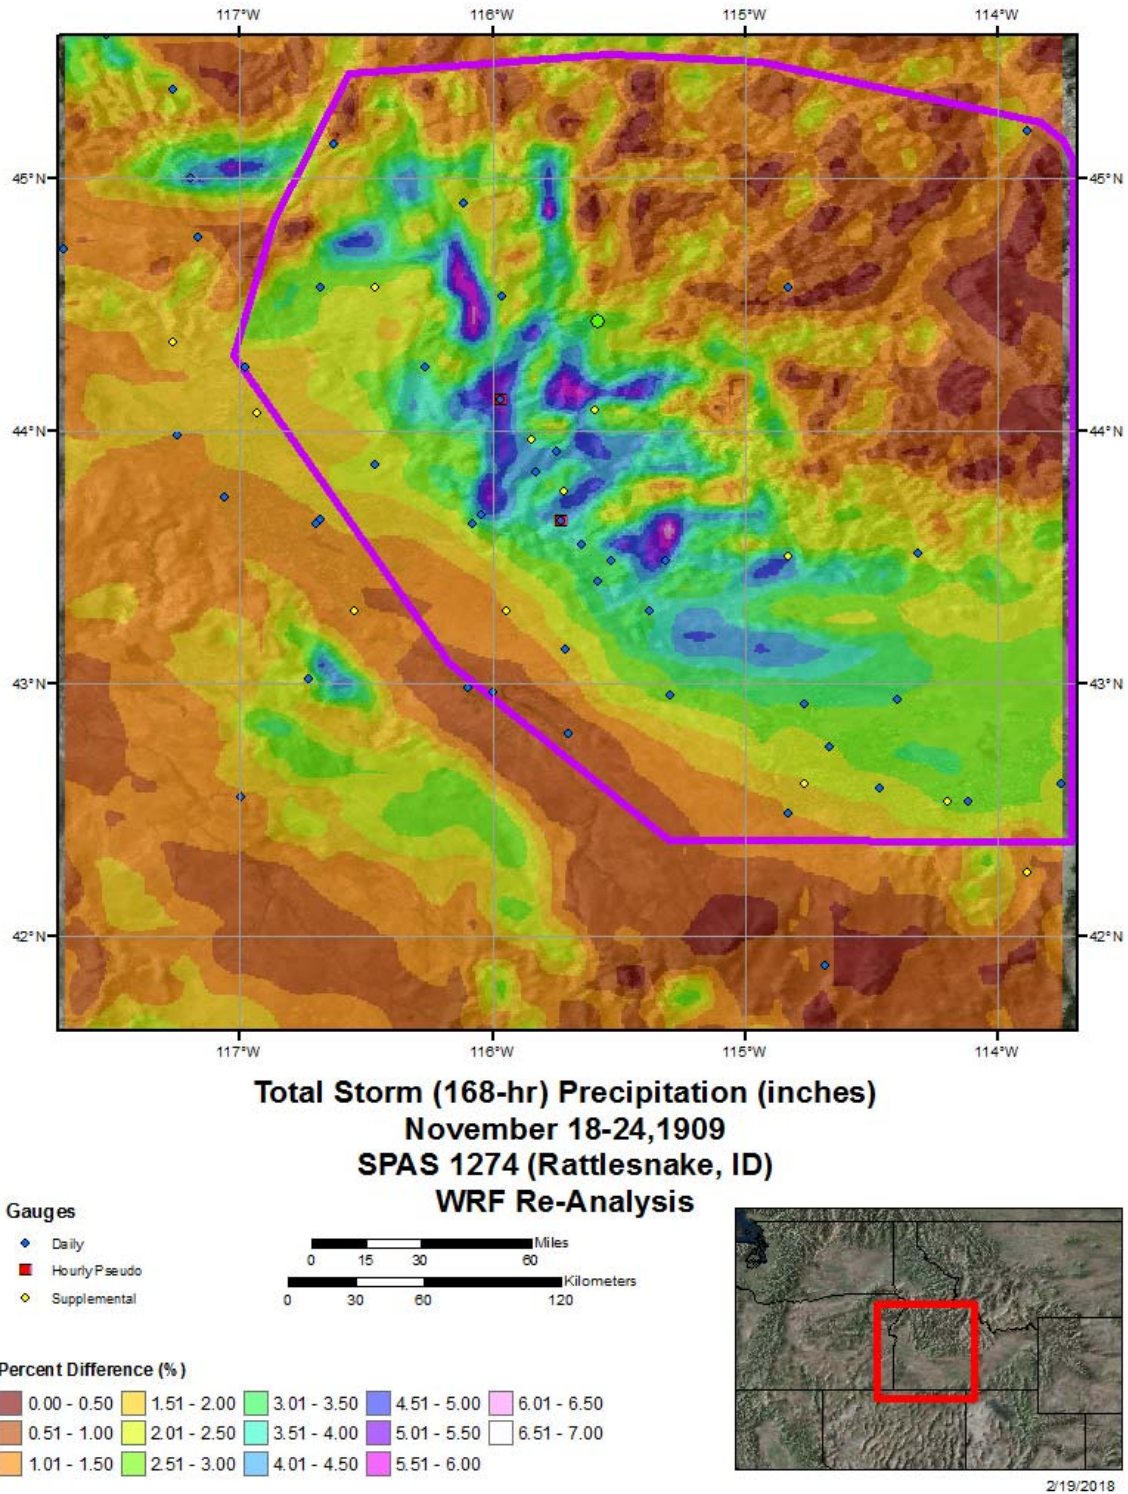 117°W 116°W 115°W 114°W
45°N 45°N
44°N 44°N
43°N 43°N
42°N 42°N
117°W 116°W 115°W 114°W
Total Storm (168-hr) Precipitation (inches)
November 18-24,1909
SPAS 1274 (Rattlesnake, ID)
WRF Re-Analysis
Gauges
Daily
Hourly Pseudo
Supplemental
Miles
0 15 30 60
Kilometers
0 30 60 120
Percent Difference (%)
0.00 - 0.50 1.51 - 2.00 3.01 - 3.50 4.51 - 5.00 6.01 - 6.50
0.51 - 1.00 2.01 - 2.50 3.51 - 4.00 5.01 - 5.50 6.51 - 7.00
1.01 - 1.50 2.51 - 3.00 4.01 - 4.50 5.51 - 6.00
2/19/2018